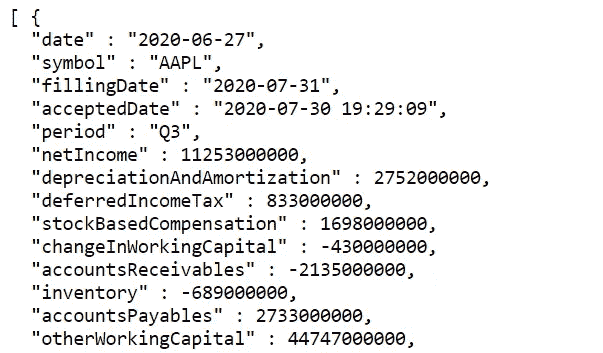 [ {
"date" : "2020-06-27",
"symbol" : "AAPL",
"fillingDate" : "2020-07-31",
"acceptedDate" : "2020-07-30 19:29:09",
"period" : "Q3",
"netIncome" : 11253000000,
"depreciationAndAmortization" : 2752000000,
"deferredIncomeTax" : 833000000,
"stockBasedCompensation" : 1698000000,
"changeInWorkingCapital" : -430000000,
"accountsReceivables" : -2135000000,
"inventory" : -689000000,
"accountsPayables" : 2733000000,
"otherWorkingCapital" : 44747000000,